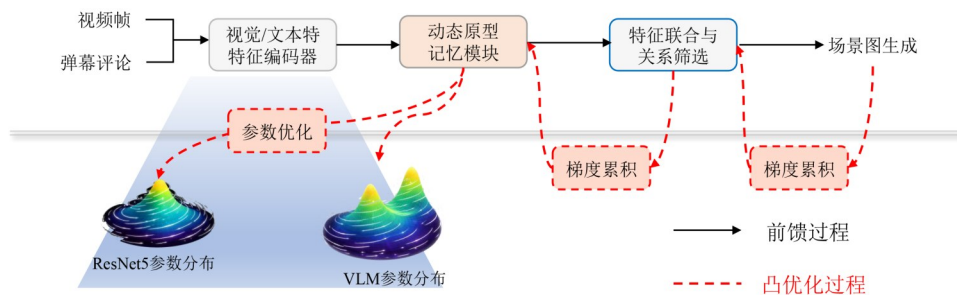 视频帧
弹幕评论
视觉/文本特
特征编码器
动态原型
记忆模块
特征联合与
关系筛选
场景图生成
参数优化
梯度累积
梯度累积
ResNet5参数分布
VLM参数分布
前馈过程
凸优化过程